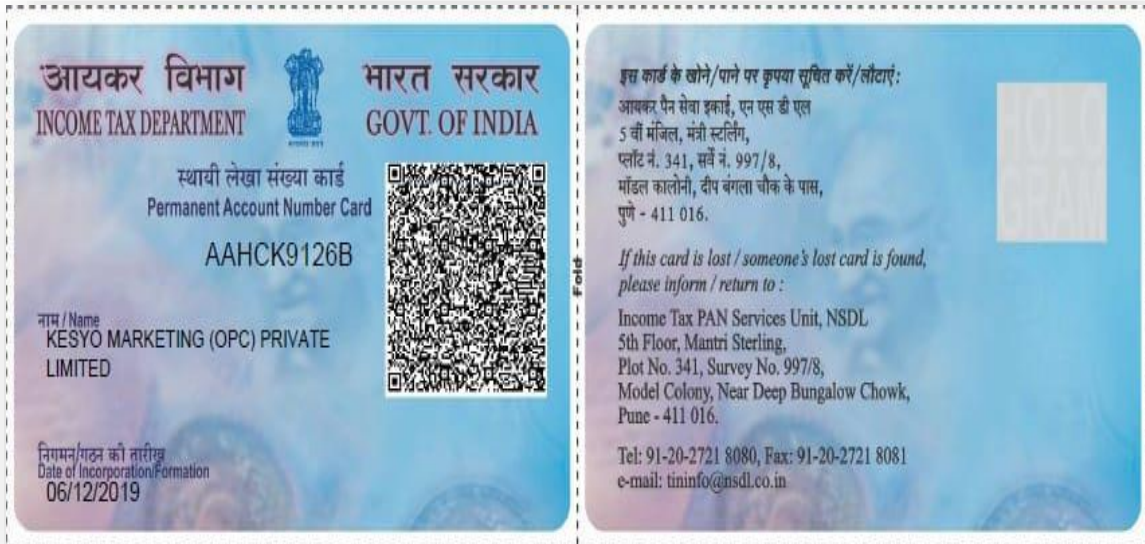 आयकर विभाग
INCOME TAX DEPARTMENT
भारत सरकार
GOVT. OF INDIA
स्थायी लेखा संख्या कार्ड
Permanent Account Number Card
AAHCK9126B
नाम / Name
KESYO MARKETING (OPC) PRIVATE
LIMITED
निगमन/गठन की तारीख
Date of Incorporation/Formation
06/12/2019
Fold
इस कार्ड के खोने/पाने पर कृपया सूचित करें/लौटाएं :
आयकर पैन सेवा इकाई, एन एस डी एल
5 वीं मंजिल, मंत्री स्टर्लिंग,
प्लॉट नं. 341, सर्वे नं. 997/8,
मॉडल कालोनी, दीप बंगला चौक के पास,
पुणे - 411 016.
If this card is lost / someone's lost card is found,
please inform / return to :
Income Tax PAN Services Unit, NSDL
5th Floor, Mantri Sterling,
Plot No. 341, Survey No. 997/8,
Model Colony, Near Deep Bungalow Chowk,
Pune - 411 016.
Tel: 91-20-2721 8080, Fax: 91-20-2721 8081
e-mail: tininfo@nsdl.co.in
HOLO
GRAM